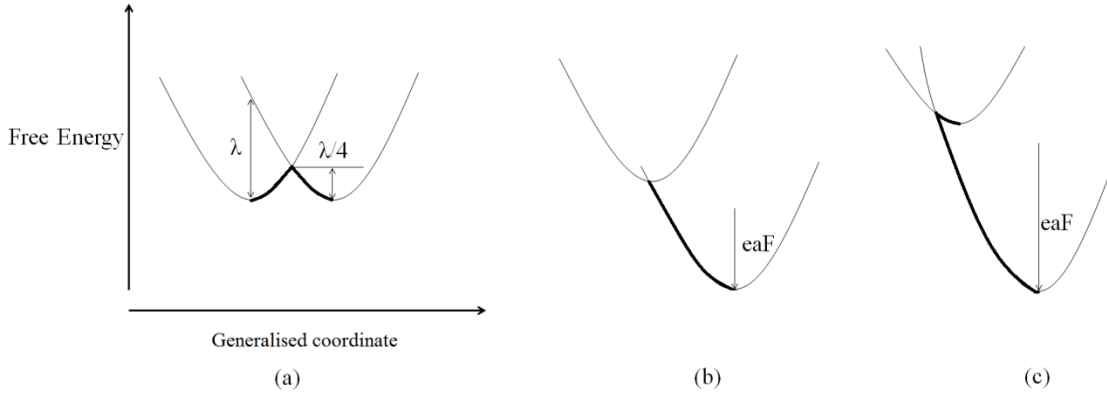 Free Energy
λ
λ/4
eaF
eaF
Generalised coordinate
(a)
(b)
(c)